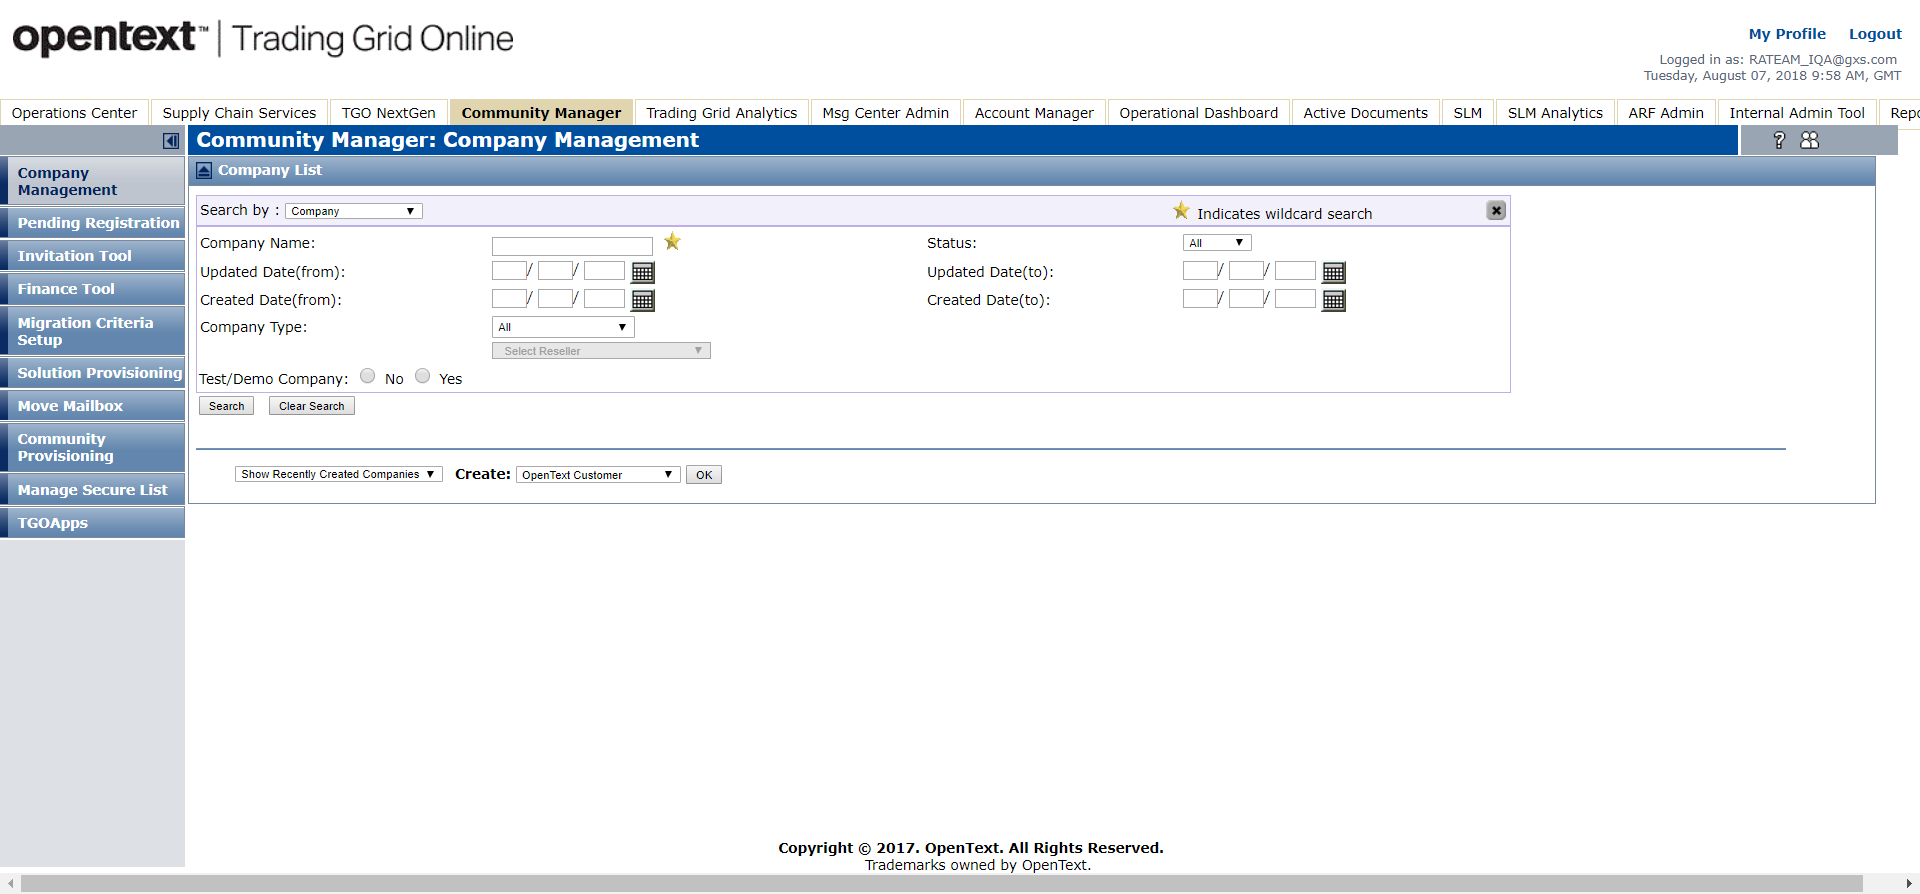 opentext™ | Trading Grid Online
My Profile Logout
Logged in as: RATEAM_IQA@gxs.com
Tuesday, August 07, 2018 9:58 AM, GMT
Operations Center Supply Chain Services TGO NextGen Community Manager Trading Grid Analytics Msg Center Admin Account Manager Operational Dashboard Active Documents SLM SLM Analytics ARF Admin Internal Admin Tool Repo
Community Manager: Company Management
?
Company
Management
Pending Registration
Invitation Tool
Finance Tool
Migration Criteria
Setup
Solution Provisioning
Move Mailbox
Community
Provisioning
Manage Secure List
TGOApps
Company List
Search by : Company
Indicates wildcard search
Company Name:
Status: All
Updated Date(from): / /
Updated Date(to): / /
Created Date(from): / /
Created Date(to): / /
Company Type: All
Select Reseller
Test/Demo Company: No Yes
Search Clear Search
Show Recently Created Companies Create: OpenText Customer OK
Copyright © 2017. OpenText. All Rights Reserved.
Trademarks owned by OpenText.